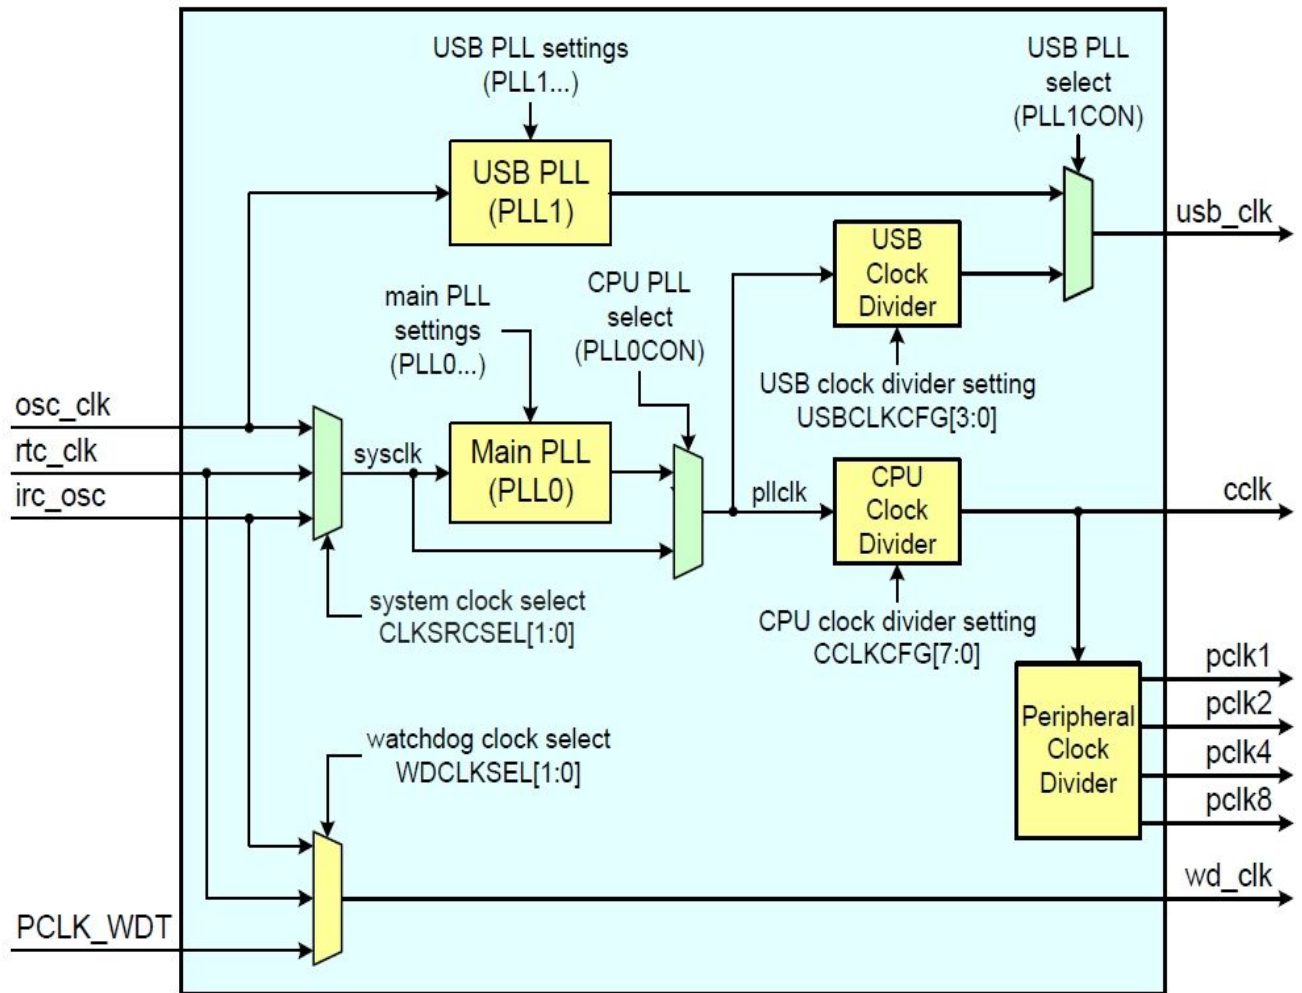 USB PLL settings
(PLL1...)
USB PLL
select
(PLL1CON)
USB PLL
(PLL1)
usb_clk
USB
Clock
Divider
main PLL
settings
(PLL0...)
CPU PLL
select
(PLL0CON)
USB clock divider setting
USBCLKCFG[3:0]
osc_clk
rtc_clk
irc_osc
sysclk
Main PLL
(PLL0)
pllclk
CPU
Clock
Divider
cclk
system clock select
CLKSRCSEL[1:0]
CPU clock divider setting
CCLKCFG[7:0]
Peripheral
Clock
Divider
pclk1
pclk2
pclk4
pclk8
watchdog clock select
WDCLKSEL[1:0]
wd_clk
PCLK_WDT